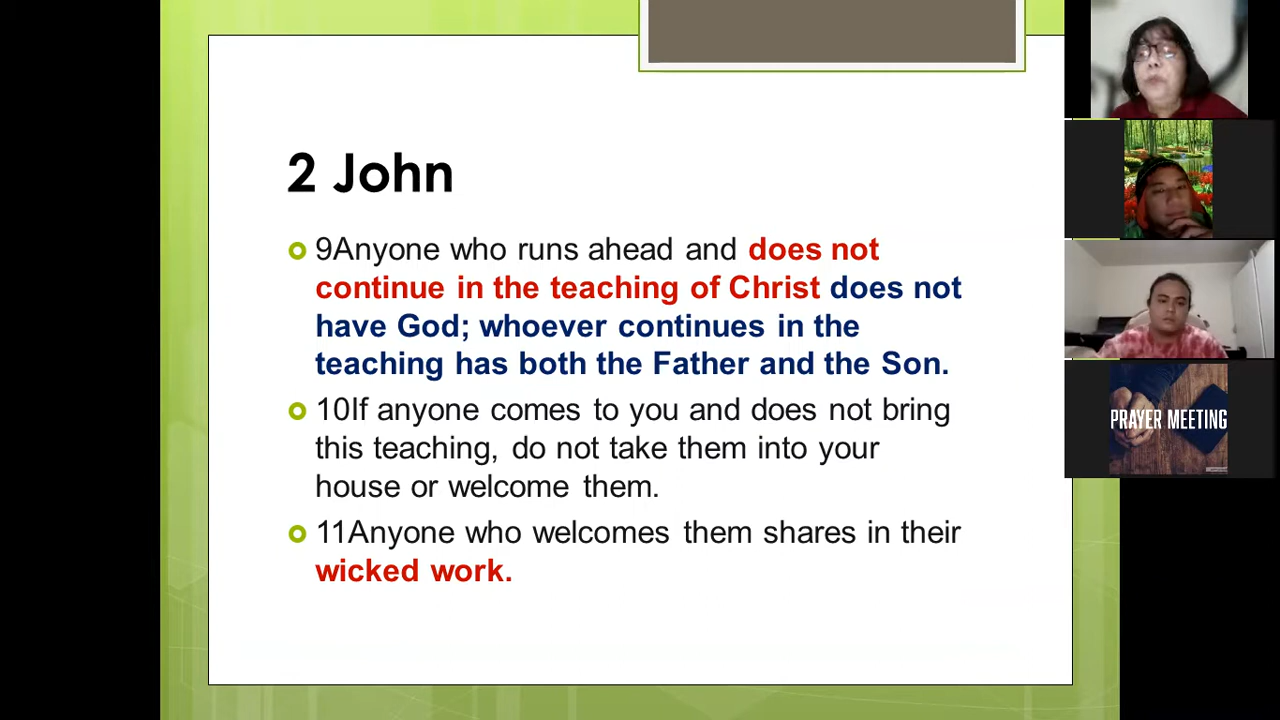 2 John
9Anyone who runs ahead and does not
continue in the teaching of Christ does not
have God; whoever continues in the
teaching has both the Father and the Son.
10If anyone comes to you and does not bring
this teaching, do not take them into your
house or welcome them.
11Anyone who welcomes them shares in their
wicked work.
PRAYER MEETING